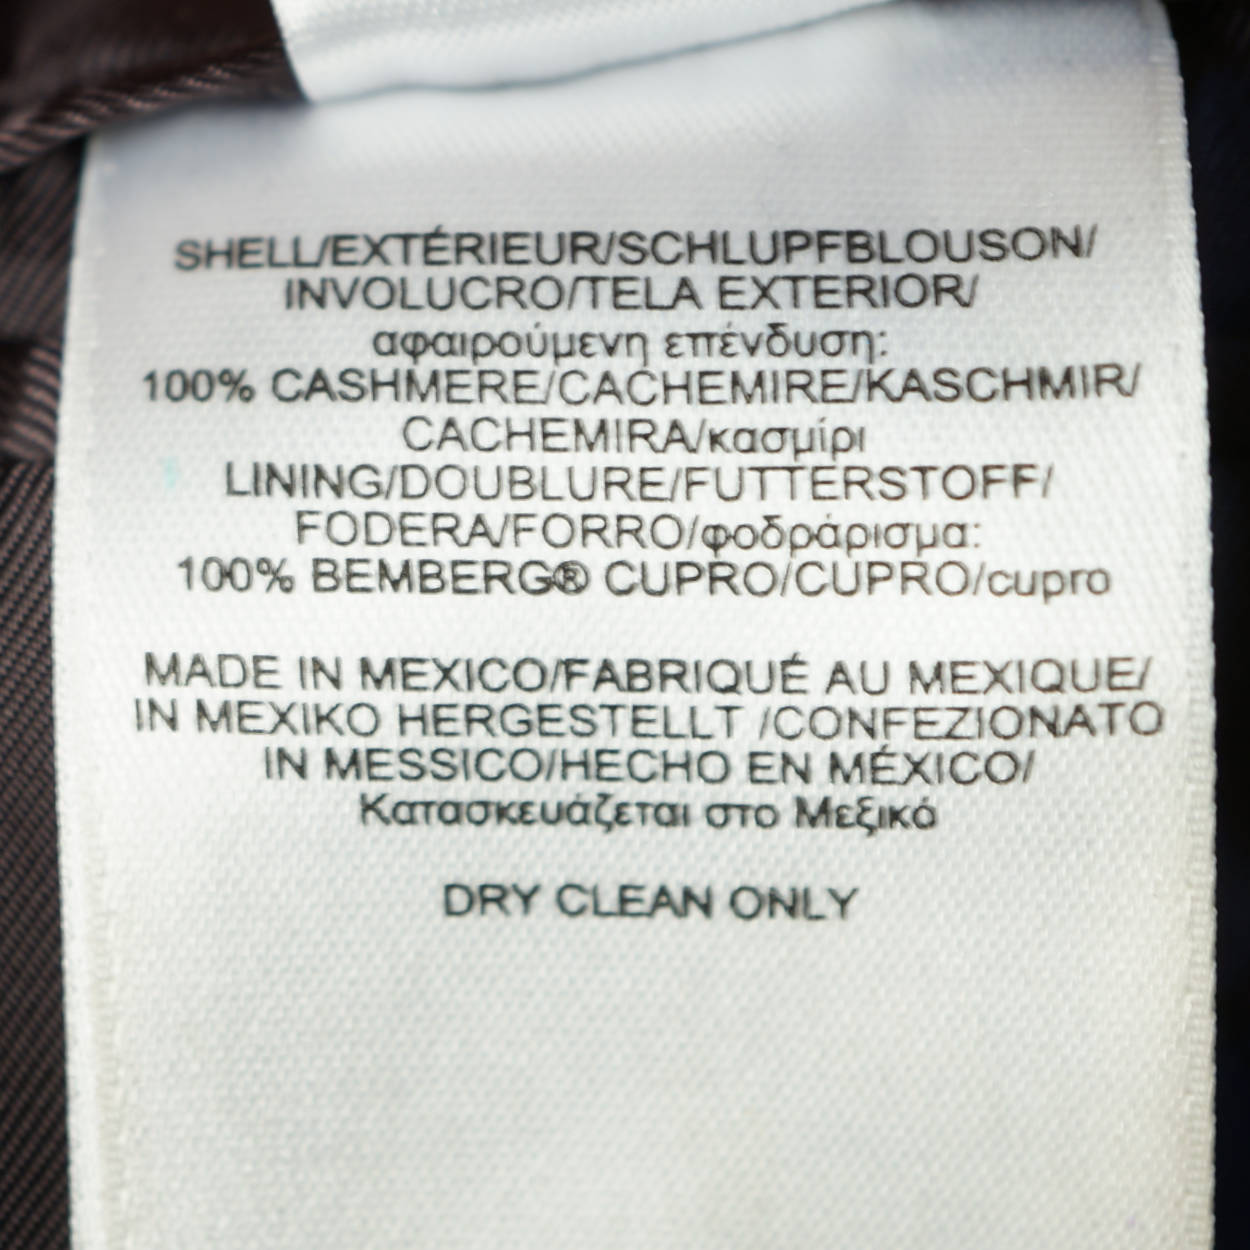 SHELL/EXTÉRIEUR/SCHLUPFBLOUSON/
INVOLUCRO/TELA EXTERIOR/
αφαιρούμενη επένδυση:
100% CASHMERE/CACHEMIRE/KASCHMIR/
CACHEMIRA/κασμίρι
LINING/DOUBLURE/FUTTERSTOFF/
FODERA/FORRO/φοδράρισμα:
100% BEMBERG® CUPRO/CUPRO/cupro
MADE IN MEXICO/FABRIQUÉ AU MEXIQUE/
IN MEXIKO HERGESTELLT /CONFEZIONATO
IN MESSICO/HECHO EN MÉXICO/
Κατασκευάζεται στο Μεξικό
DRY CLEAN ONLY